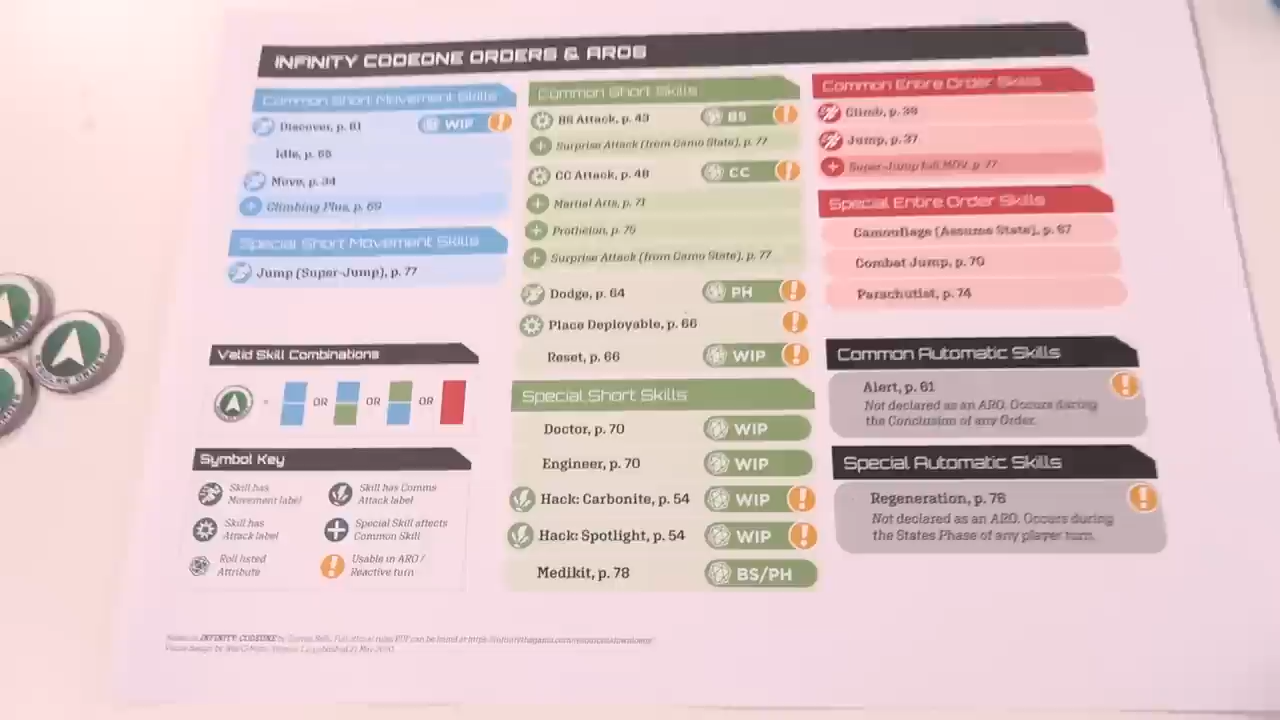 INFINITY CODEONE ORDERS & AROS
Common Short Movement Skills
Discover, p. 61 WIP !
Idle, p. 65
Move, p. 34
+ Climbing Plus, p. 69
Special Short Movement Skills
Jump (Super-Jump), p. 77
Valid Skill Combinations
OR OR OR
Symbol Key
Skill has
Movement label
Skill has Comms
Attack label
Skill has
Attack label
+ Special Skill affects
Common Skill
Roll listed
Attribute
! Usable in ARO /
Reactive turn
Common Short Skills
BS Attack, p. 43 BS !
+ Surprise Attack (from Camo State), p. 77
CC Attack, p. 48 CC !
+ Martial Arts, p. 71
+ Protheion, p. 75
+ Surprise Attack (from Camo State), p. 77
Dodge, p. 64 PH !
Place Deployable, p. 66 !
Reset, p. 66 WIP !
Special Short Skills
Doctor, p. 70 WIP
Engineer, p. 70 WIP
Hack: Carbonite, p. 54 WIP !
Hack: Spotlight, p. 54 WIP !
Medikit, p. 78 BS/PH
Common Entire Order Skills
Climb, p. 38
Jump, p. 37
+ Super-Jump full MOV, p. 77
Special Entire Order Skills
Camouflage (Assume State), p. 67
Combat Jump, p. 70
Parachutist, p. 74
Common Automatic Skills
Alert, p. 61 !
Not declared as an ARO. Occurs during
the Conclusion of any Order.
Special Automatic Skills
Regeneration, p. 76 !
Not declared as an ARO. Occurs during
the States Phase of any player turn.
INFINITY CODEONE by
REGULAR ORDER